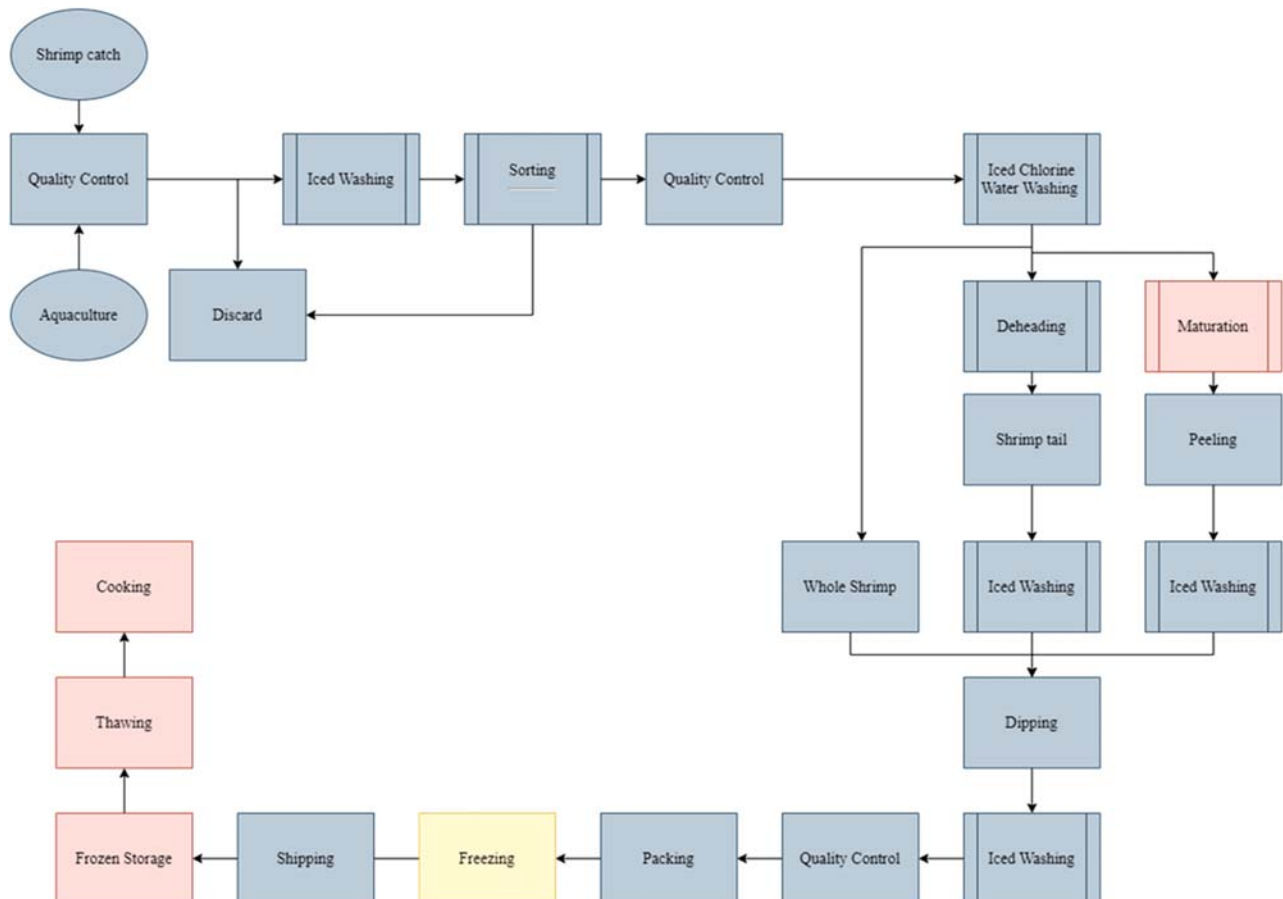 Shrimp catch
Quality Control
Iced Washing
Sorting
Quality Control
Iced Chlorine
Water Washing
Aquaculture
Discard
Deheading
Maturation
Shrimp tail
Peeling
Whole Shrimp
Iced Washing
Iced Washing
Dipping
Iced Washing
Quality Control
Packing
Freezing
Shipping
Frozen Storage
Thawing
Cooking